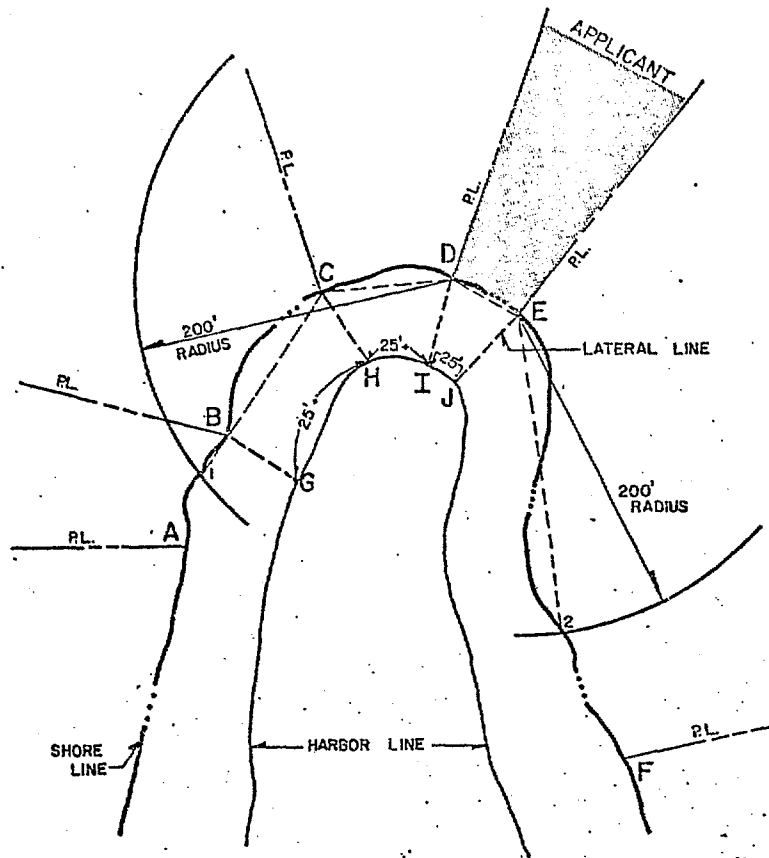 APPLICANT
P.L.
P.L.
P.L.
D
C
E
200'
RADIUS
25'
25'
LATERAL LINE
H
I
J
P.L.
B
25'
1
G
200'
RADIUS
P.L.
A
2
P.L.
SHORE
LINE
HARBOR LINE
F